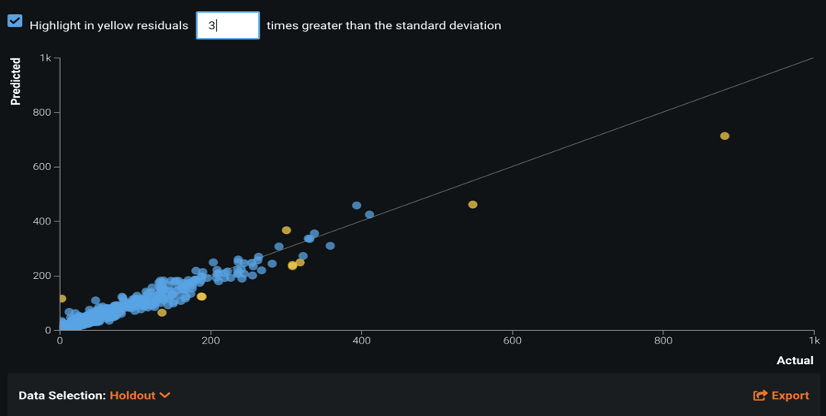 Highlight in yellow residuals 3 times greater than the standard deviation
Predicted
1k
800
600
400
200
0
0 200 400 600 800 1k
Actual
Data Selection: Holdout
Export